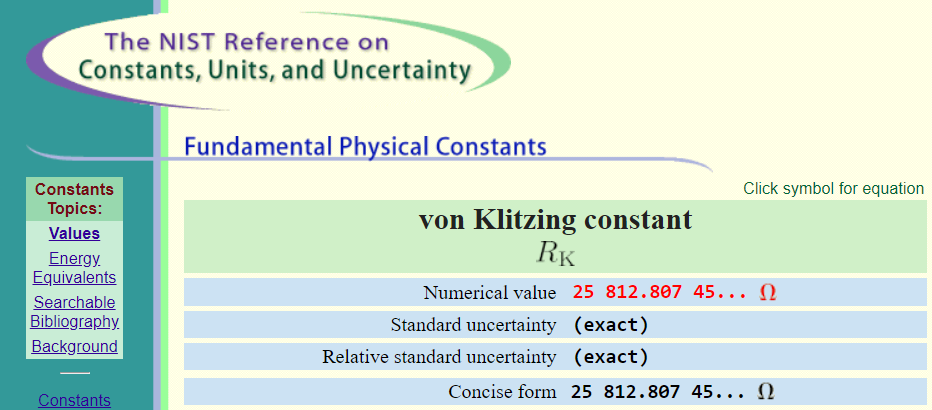 The NIST Reference on
Constants, Units, and Uncertainty
Fundamental Physical Constants
Constants
Topics:
Values
Energy
Equivalents
Searchable
Bibliography
Background
Constants
Click symbol for equation
von Klitzing constant
R_K
Numerical value 25 812.807 45... Ω
Standard uncertainty (exact)
Relative standard uncertainty (exact)
Concise form 25 812.807 45... Ω